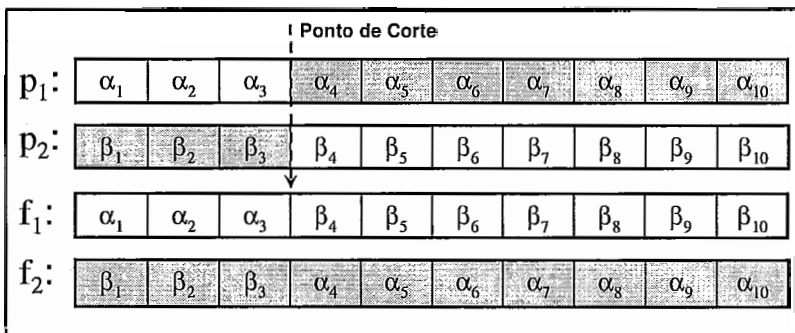 Ponto de Corte
p₁: α₁ α₂ α₃ α₄ α₅ α₆ α₇ α₈ α₉ α₁₀
p₂: β₁ β₂ β₃ β₄ β₅ β₆ β₇ β₈ β₉ β₁₀
f₁: α₁ α₂ α₃ β₄ β₅ β₆ β₇ β₈ β₉ β₁₀
f₂: β₁ β₂ β₃ α₄ α₅ α₆ α₇ α₈ α₉ α₁₀